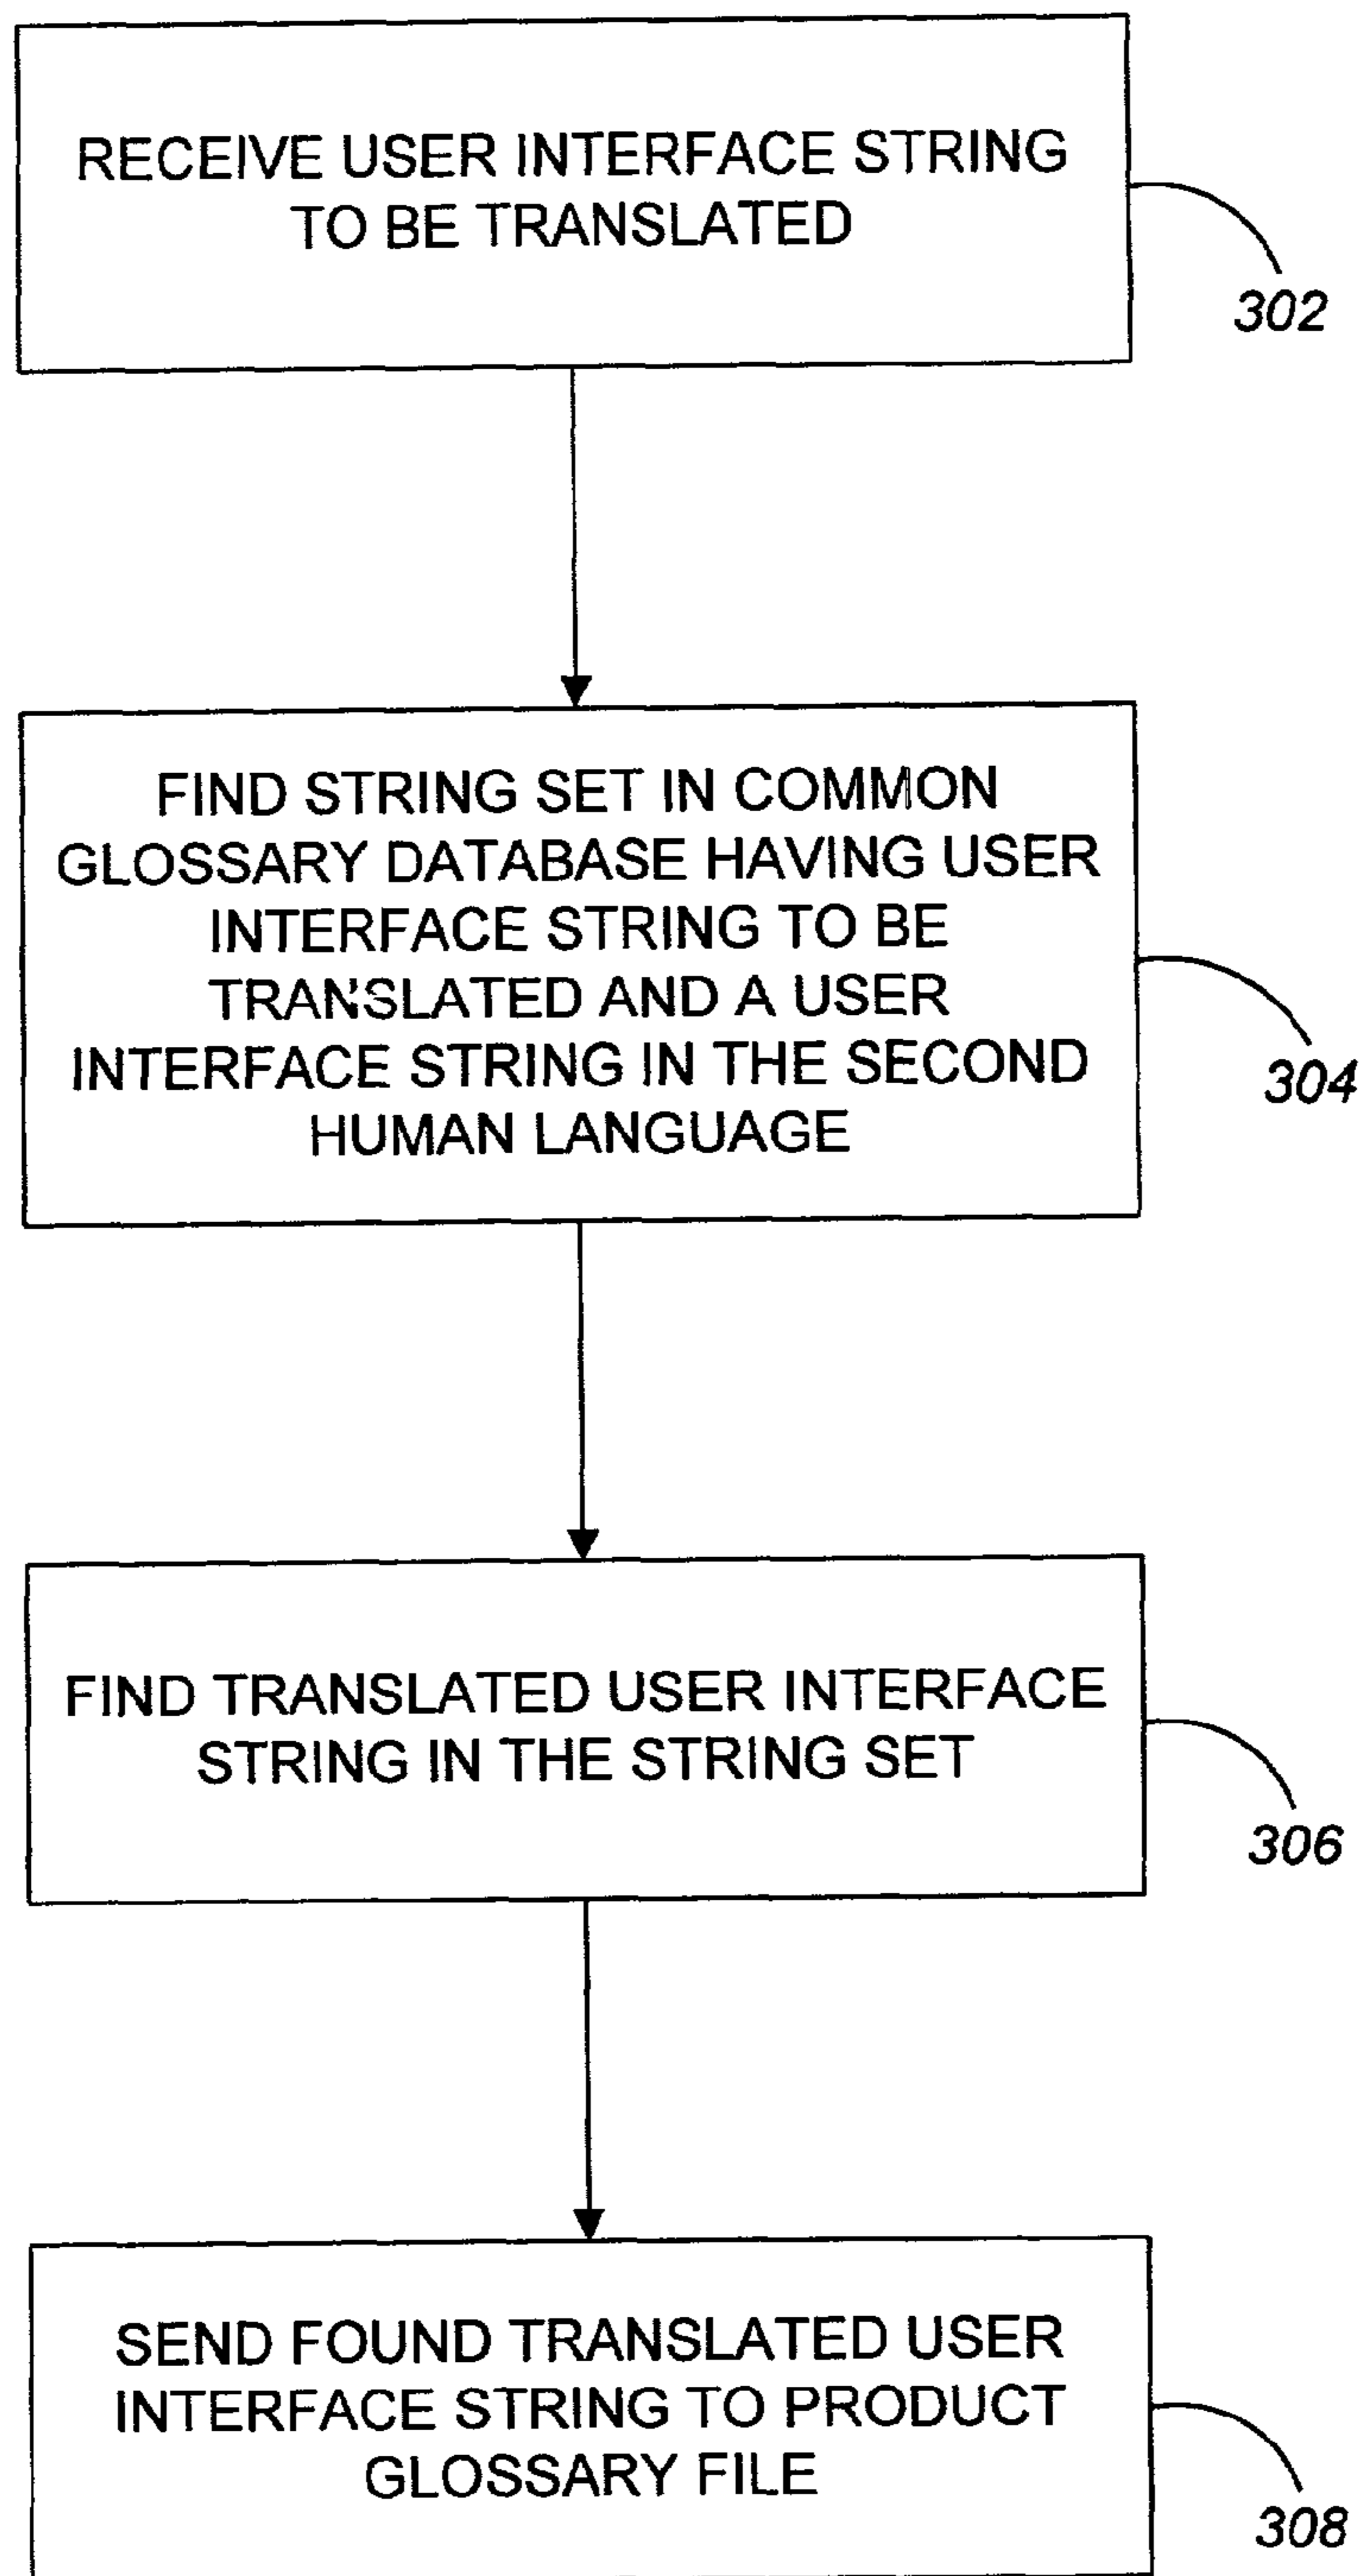 RECEIVE USER INTERFACE STRING
TO BE TRANSLATED
302
FIND STRING SET IN COMMON
GLOSSARY DATABASE HAVING USER
INTERFACE STRING TO BE
TRANSLATED AND A USER
INTERFACE STRING IN THE SECOND
HUMAN LANGUAGE
304
FIND TRANSLATED USER INTERFACE
STRING IN THE STRING SET
306
SEND FOUND TRANSLATED USER
INTERFACE STRING TO PRODUCT
GLOSSARY FILE
308